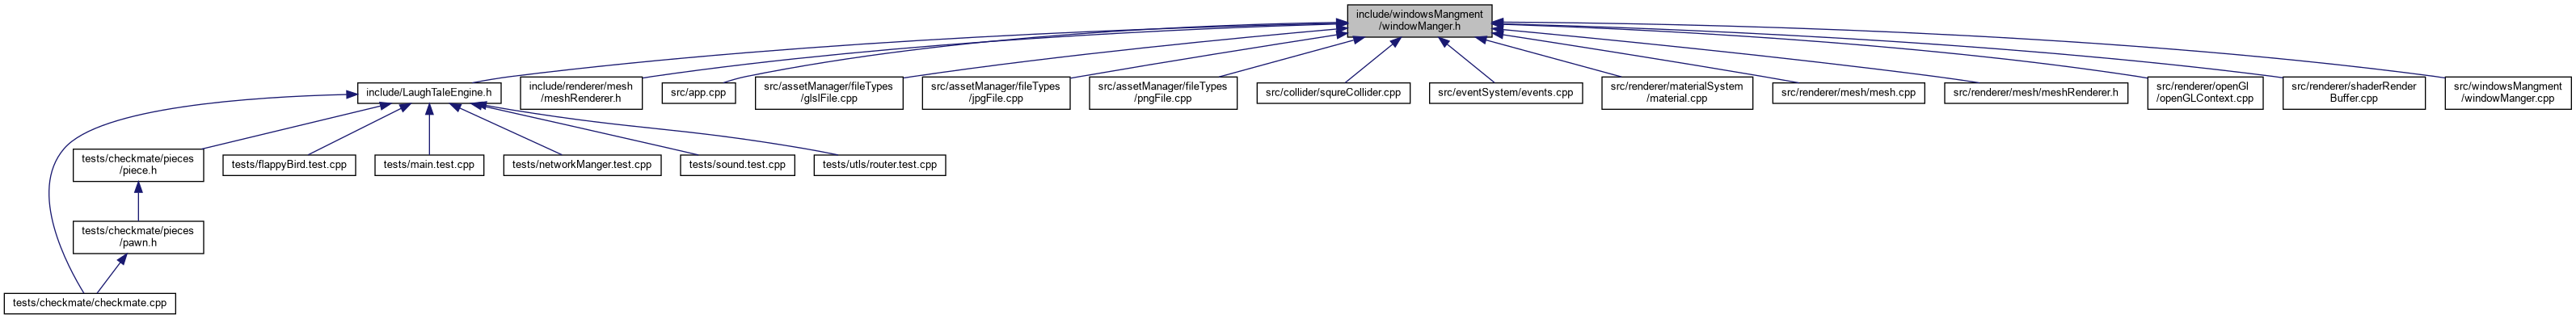 include/windowsMangment
/windowManger.h
include/LaughTaleEngine.h
include/renderer/mesh
/meshRenderer.h
src/app.cpp
src/assetManager/fileTypes
/glslFile.cpp
src/assetManager/fileTypes
/jpgFile.cpp
src/assetManager/fileTypes
/pngFile.cpp
src/collider/squreCollider.cpp
src/eventSystem/events.cpp
src/renderer/materialSystem
/material.cpp
src/renderer/mesh/mesh.cpp
src/renderer/mesh/meshRenderer.h
src/renderer/openGl
/openGLContext.cpp
src/renderer/shaderRender
Buffer.cpp
src/windowsMangment
/windowManger.cpp
tests/checkmate/pieces
/piece.h
tests/flappyBird.test.cpp
tests/main.test.cpp
tests/networkManger.test.cpp
tests/sound.test.cpp
tests/utls/router.test.cpp
tests/checkmate/pieces
/pawn.h
tests/checkmate/checkmate.cpp